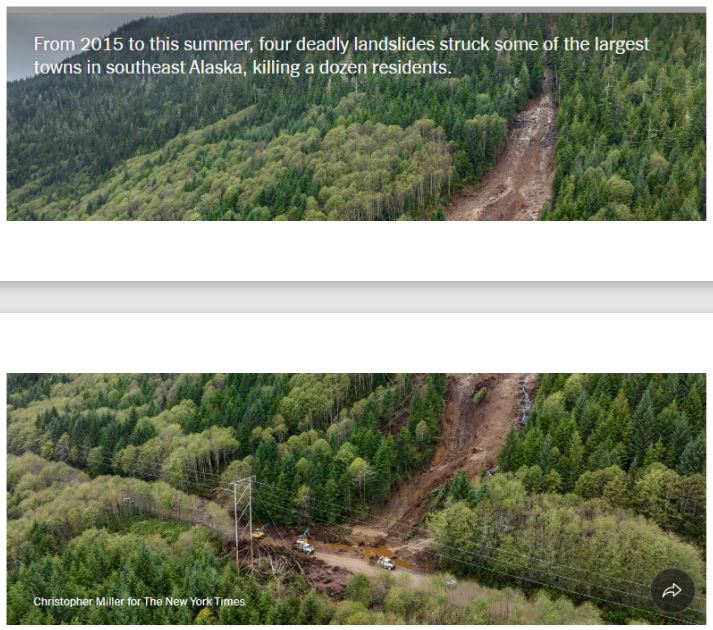 From 2015 to this summer, four deadly landslides struck some of the largest
towns in southeast Alaska, killing a dozen residents.
Christopher Miller for The New York Times